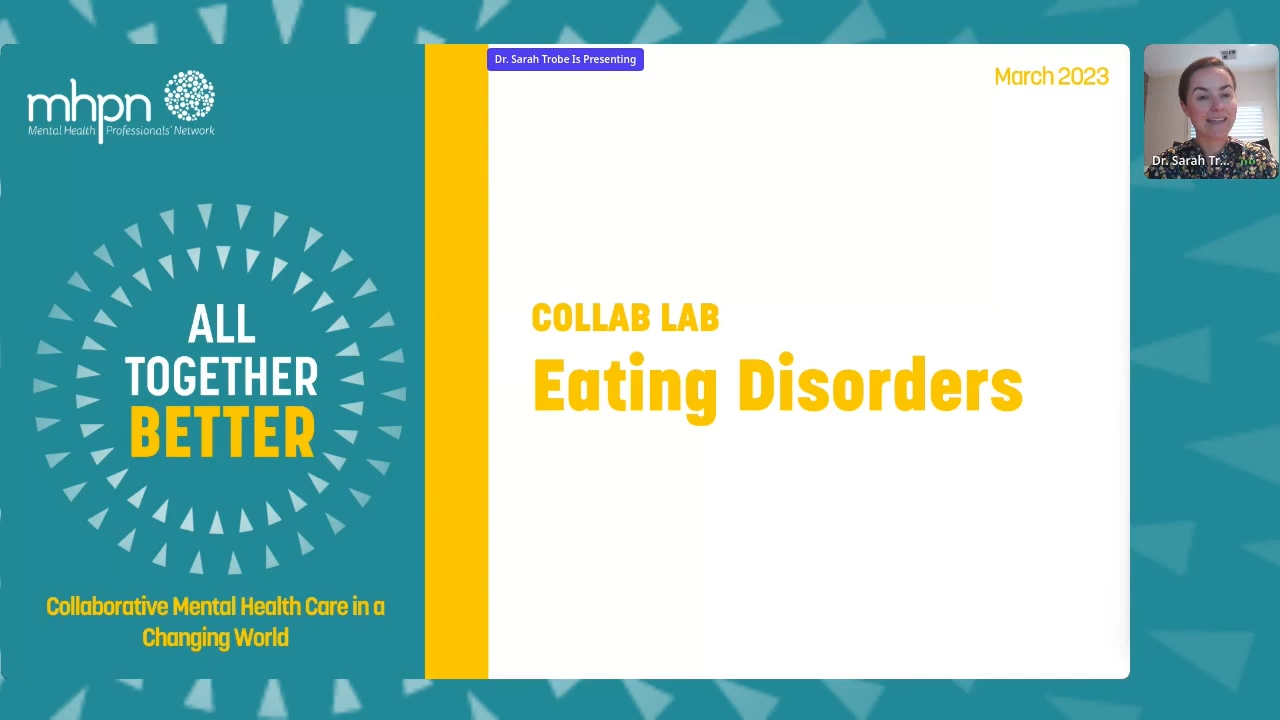 mhpn
Mental Health Professionals' Network
ALL
TOGETHER
BETTER
Collaborative Mental Health Care in a
Changing World
Dr. Sarah Trobe Is Presenting
March 2023
COLLAB LAB
Eating Disorders
Dr. Sarah Tr...